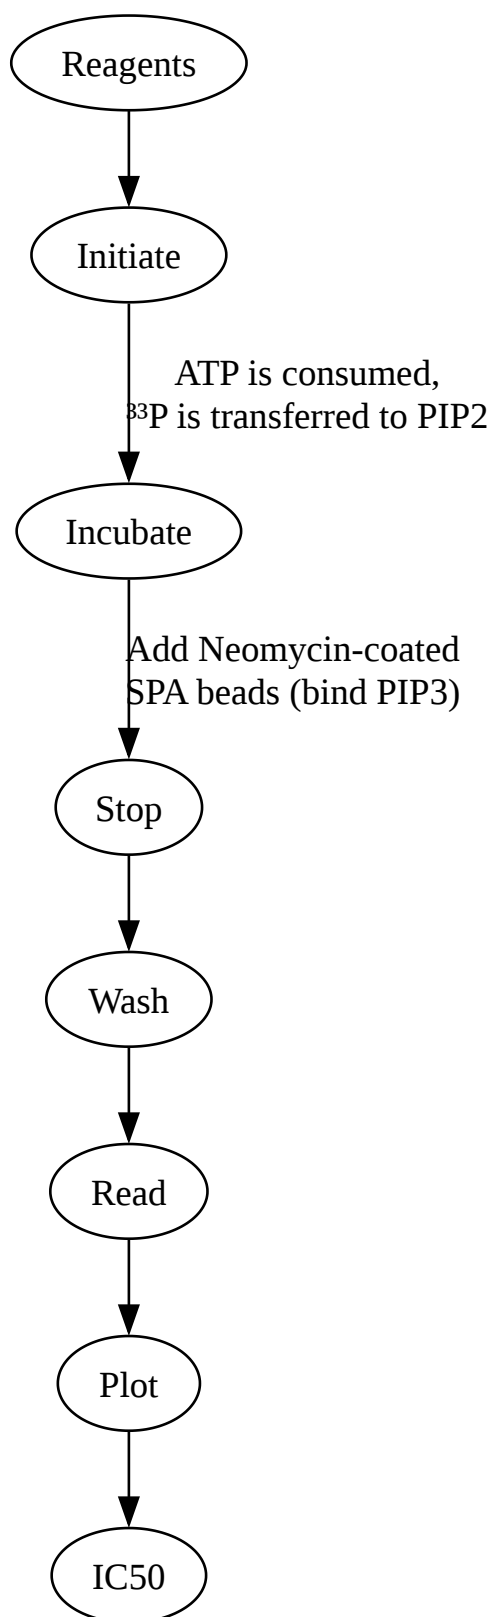 Reagents
Initiate
ATP is consumed,
³³P is transferred to PIP2
Incubate
Add Neomycin-coated
SPA beads (bind PIP3)
Stop
Wash
Read
Plot
IC50